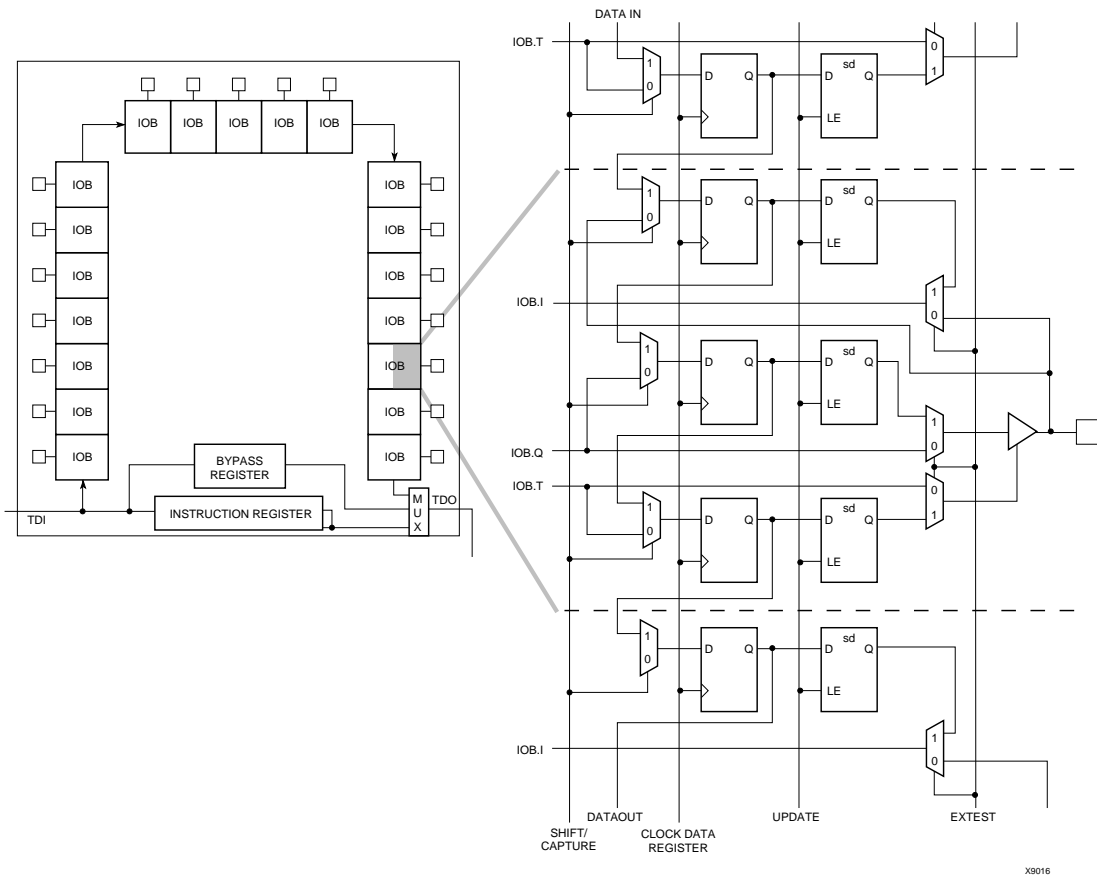 DATA IN
IOB.T
1
0
D Q
sd
D Q
LE
0
1
IOB IOB IOB IOB IOB
IOB
IOB
IOB
IOB
IOB
IOB
IOB
IOB
IOB
IOB
IOB
IOB
IOB
IOB
BYPASS
REGISTER
INSTRUCTION REGISTER
TDI
M
U
X
TDO
1
0
D Q
sd
D Q
LE
IOB.I
1
0
1
0
D Q
sd
D Q
LE
1
0
IOB.Q
IOB.T
0
1
1
0
D Q
sd
D Q
LE
1
0
D Q
sd
D Q
LE
IOB.I
1
0
DATAOUT
UPDATE
EXTEST
SHIFT/
CAPTURE
CLOCK DATA
REGISTER
X9016